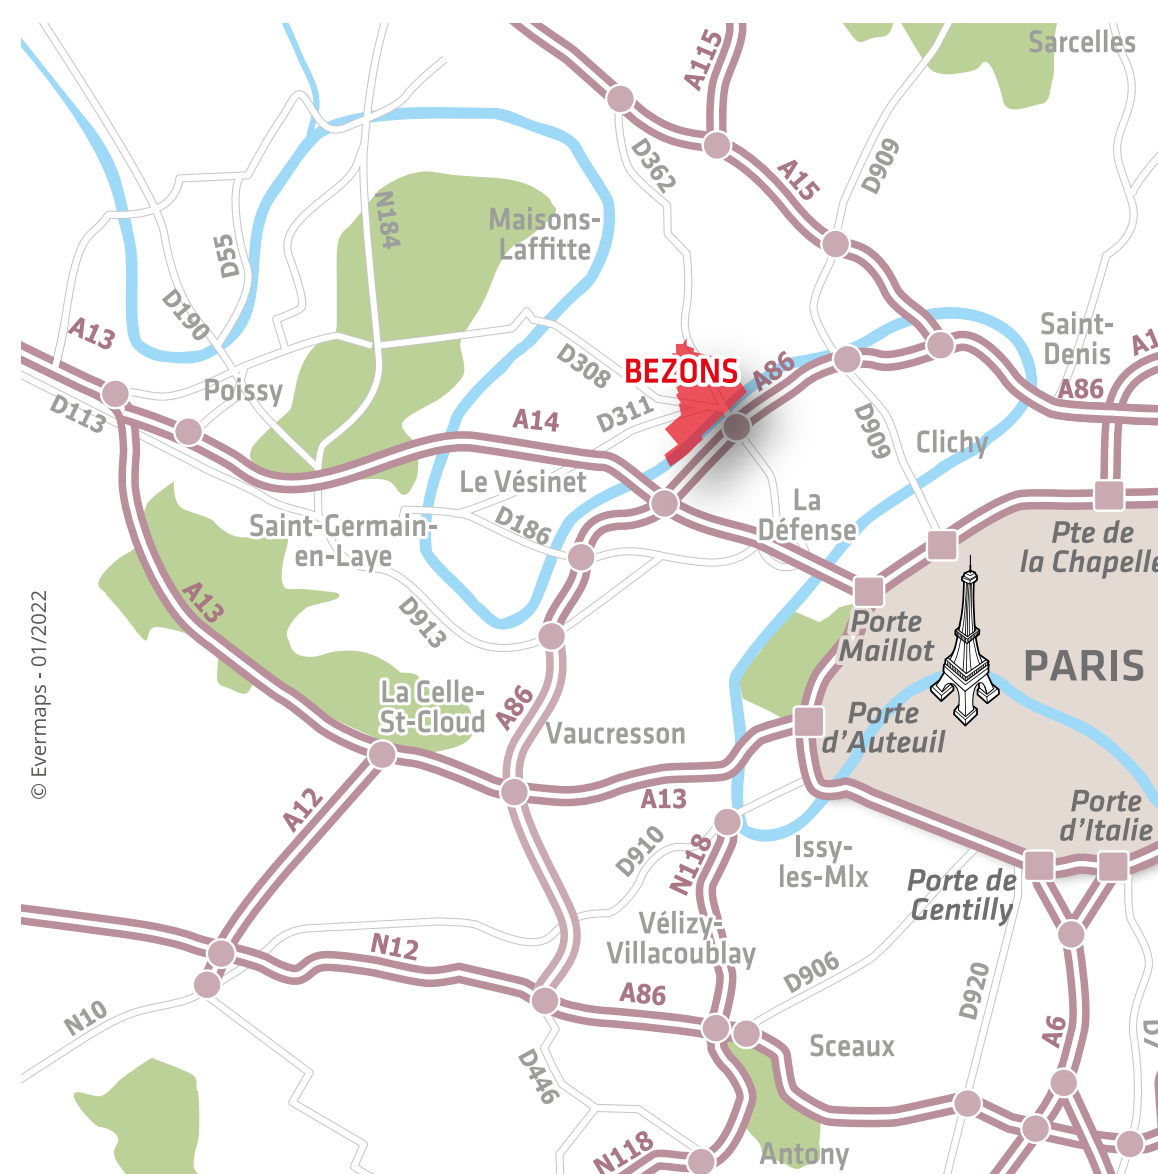 Sarcelles
A115
D362
A15
D909
Maisons-
Laffitte
N184
D55
D190
A13
D113
Poissy
D308
D311
BEZONS
A86
Saint-
Denis
A1
A86
A14
D909
Clichy
Le Vésinet
D186
La
Défense
Saint-Germain-
en-Laye
Pte de
la Chapelle
A13
D913
Porte
Maillot
PARIS
La Celle-
St-Cloud
A86
Vaucresson
Porte
d’Auteuil
© Evermaps - 01/2022
A12
A13
Porte
d’Italie
D910
N118
Issy-
les-Mlx
Porte de
Gentilly
Vélizy-
Villacoublay
N12
A86
D906
D920
N10
A6
Sceaux
D446
N118
Antony